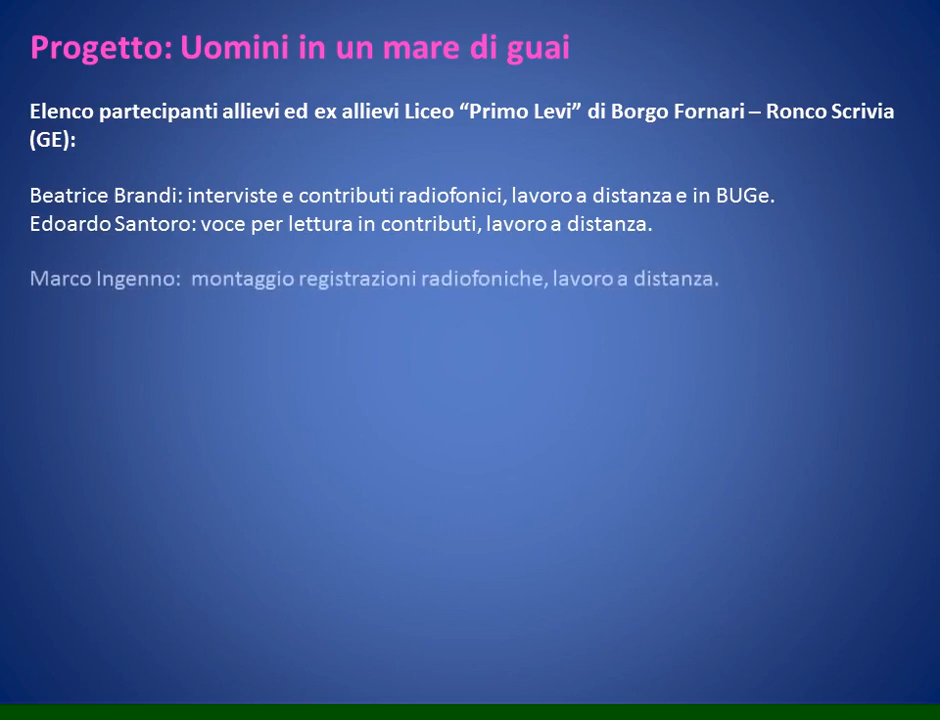 Progetto: Uomini in un mare di guai
Elenco partecipanti allievi ed ex allievi Liceo “Primo Levi” di Borgo Fornari – Ronco Scrivia
(GE):
Beatrice Brandi: interviste e contributi radiofonici, lavoro a distanza e in BUGe.
Edoardo Santoro: voce per lettura in contributi, lavoro a distanza.
Marco Ingenno: montaggio registrazioni radiofoniche, lavoro a distanza.